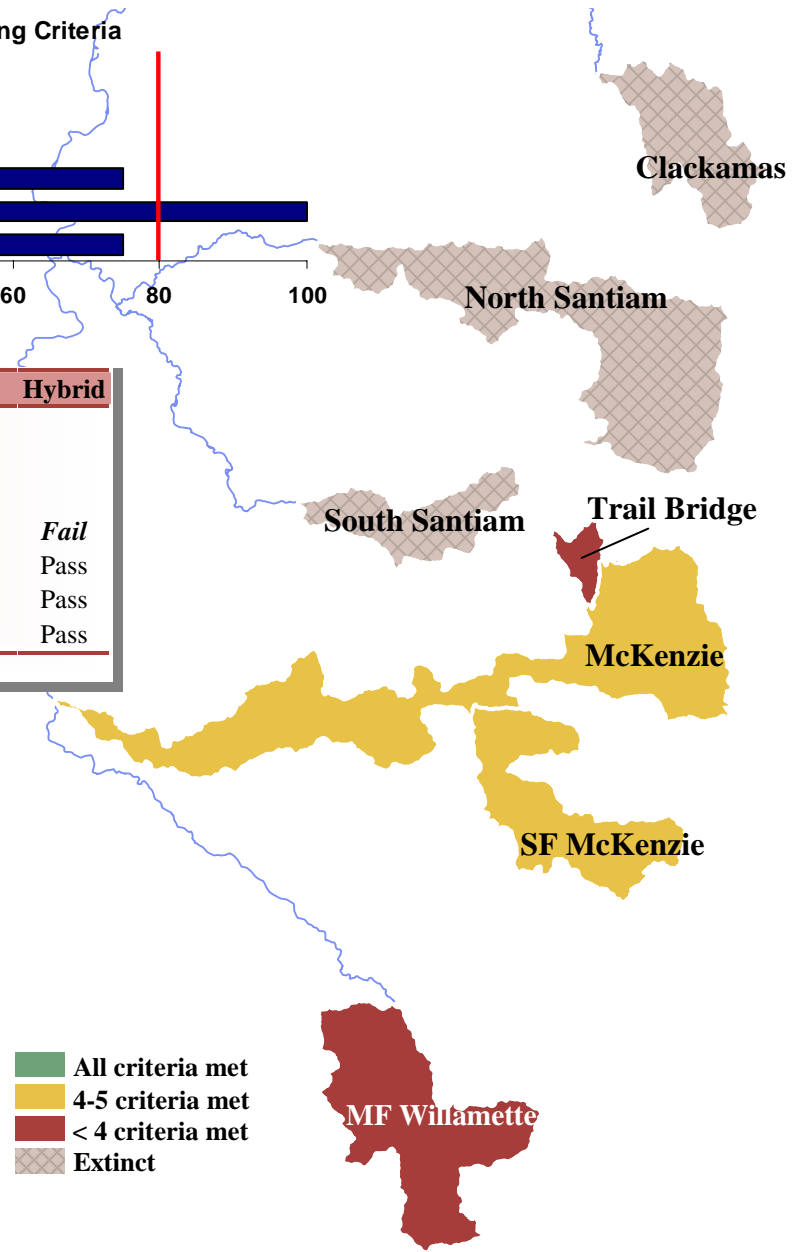 ng Criteria
Clackamas
North Santiam
60 80 100
Hybrid
Fail
Pass
Pass
Pass
South Santiam
Trail Bridge
McKenzie
SF McKenzie
MF Willamette
All criteria met
4-5 criteria met
< 4 criteria met
Extinct